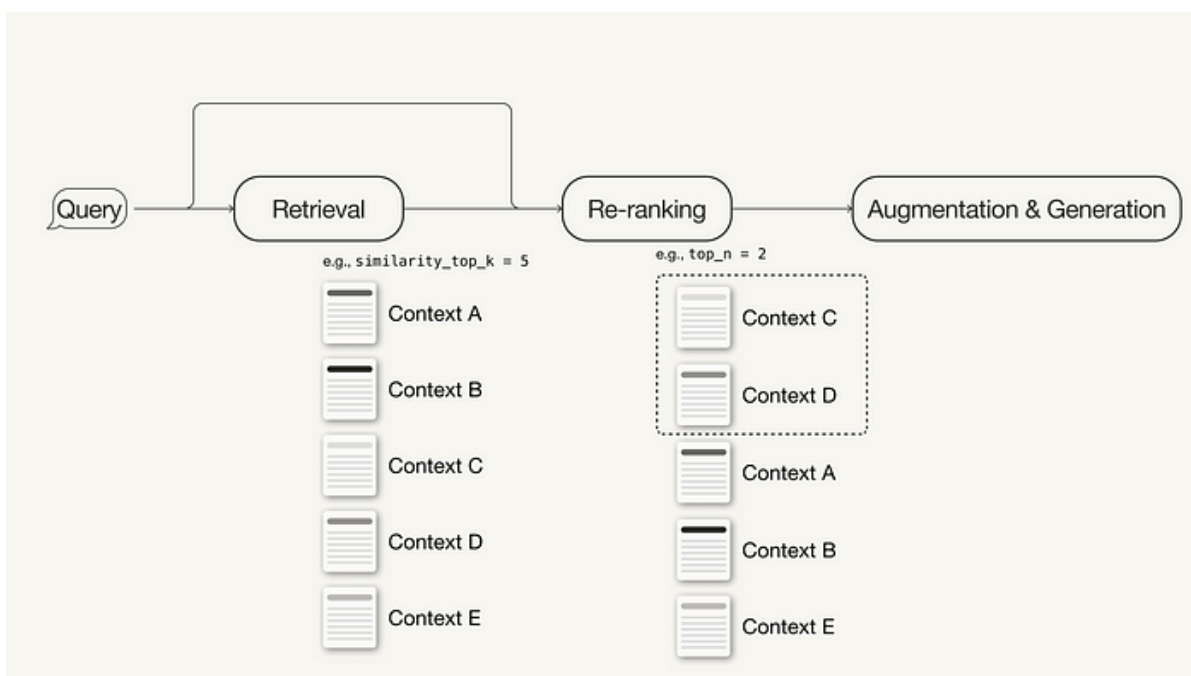 Query
Retrieval
Re-ranking
Augmentation & Generation
e.g., similarity_top_k = 5
Context A
Context B
Context C
Context D
Context E
e.g., top_n = 2
Context C
Context D
Context A
Context B
Context E